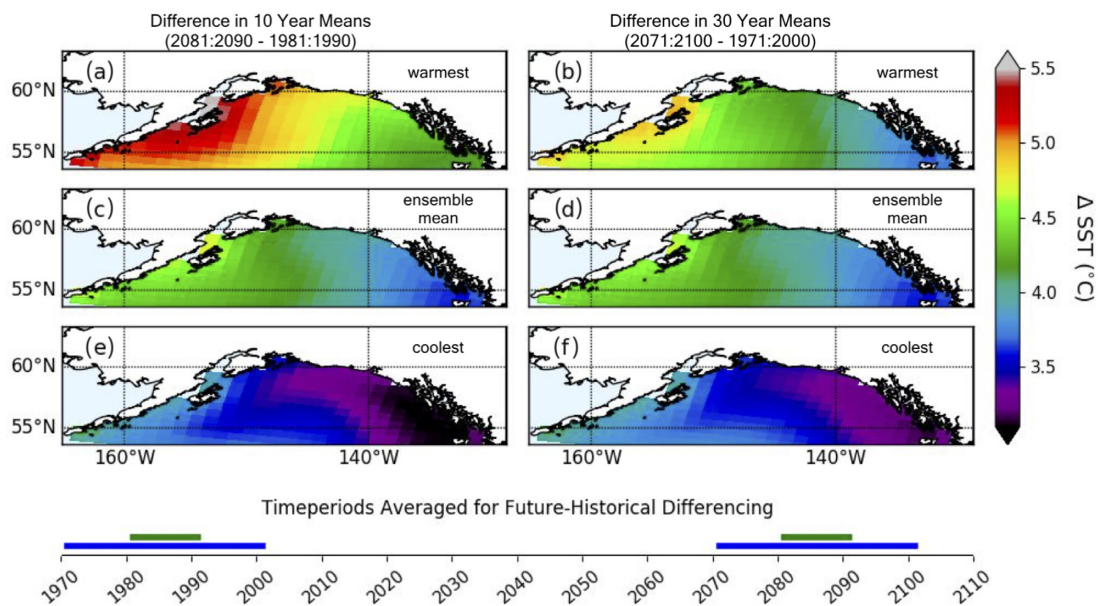 Difference in 10 Year Means
(2081:2090 - 1981:1990)
Difference in 30 Year Means
(2071:2100 - 1971:2000)
(a)
warmest
(b)
warmest
60°N
55°N
(c)
ensemble
mean
(d)
ensemble
mean
60°N
55°N
(e)
coolest
(f)
coolest
60°N
55°N
160°W
140°W
160°W
140°W
5.5
5.0
4.5
4.0
3.5
Δ SST (°C)
Timeperiods Averaged for Future-Historical Differencing
1970
1980
1990
2000
2010
2020
2030
2040
2050
2060
2070
2080
2090
2100
2110